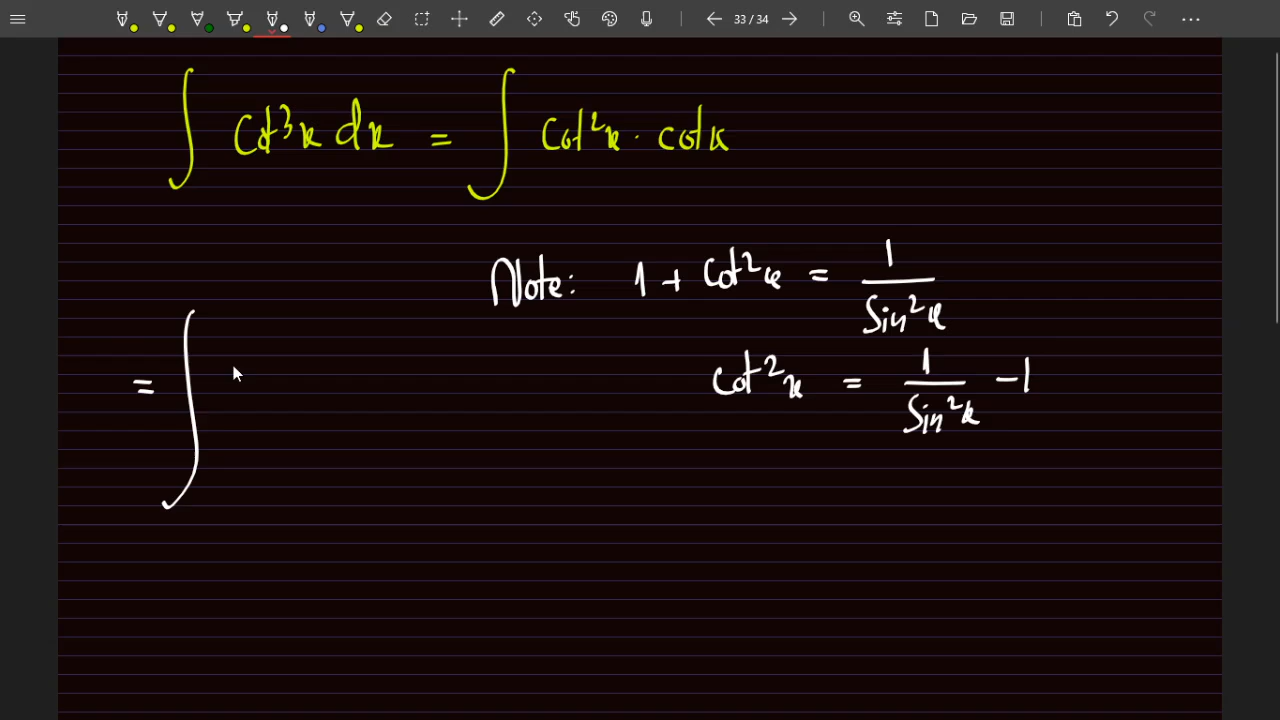 33 / 34
∫ Cot³x dx = ∫ Cot²x · cotx
Note: 1 + Cot²x = 1/Sin²x
= ∫
Cot²x = 1/Sin²x - 1